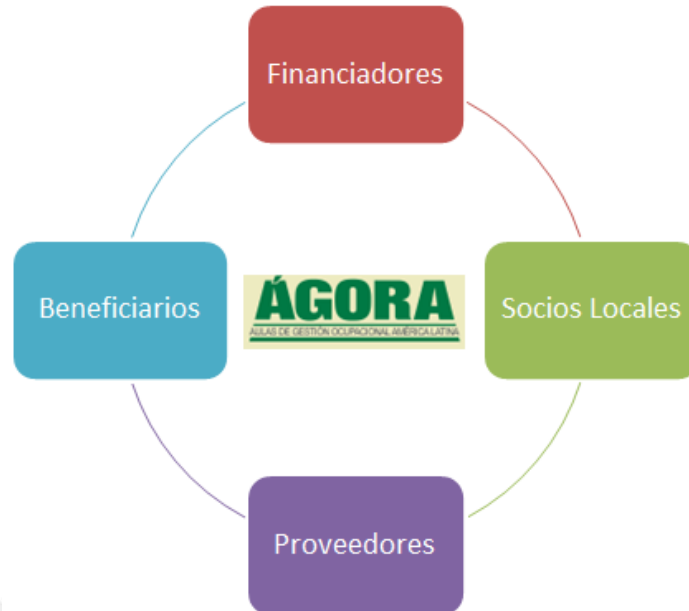 Financiadores
Beneficiarios
ÁGORA
AULAS DE GESTIÓN OCUPACIONAL AMÉRICA LATINA
Socios Locales
Proveedores